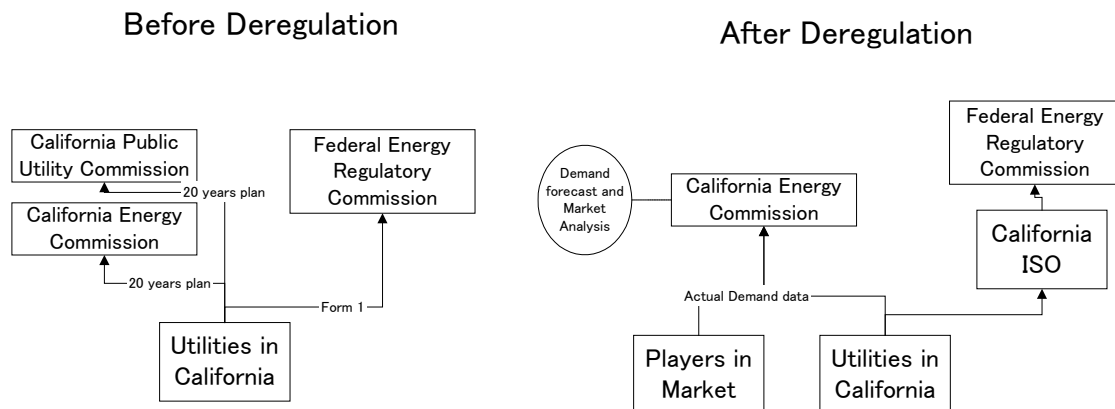 Before Deregulation
California Public
Utility Commission
20 years plan
California Energy
Commission
20 years plan
Federal Energy
Regulatory
Commission
Form 1
Utilities in
California
After Deregulation
Demand
forecast and
Market
Analysis
California Energy
Commission
Federal Energy
Regulatory
Commission
California
ISO
Actual Demand data
Players in
Market
Utilities in
California